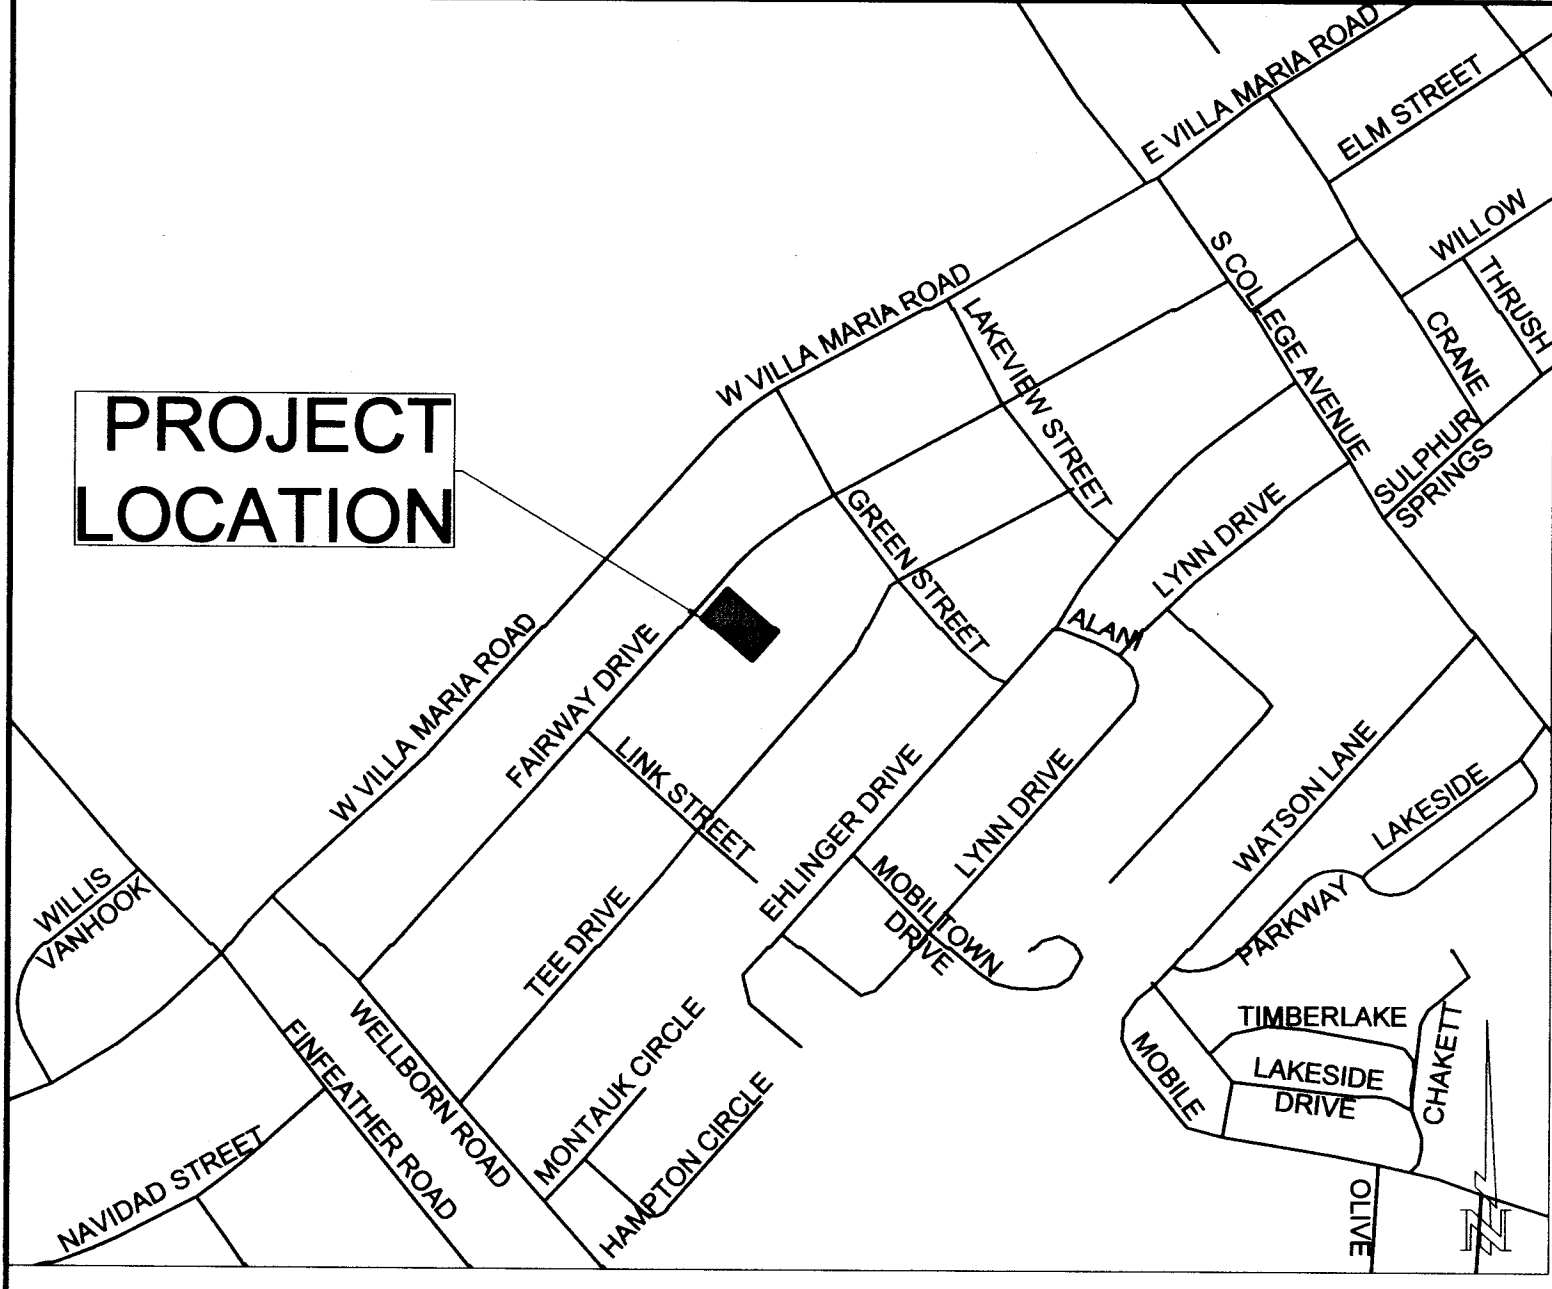 E VILLA MARIA ROAD
ELM STREET
WILLOW
THRUSH
CRANE
SULPHUR
SPRINGS
S COLLEGE AVENUE
W VILLA MARIA ROAD
LAKEVIEW STREET
PROJECT
LOCATION
GREEN STREET
LYNN DRIVE
ALANI
W VILLA MARIA ROAD
FAIRWAY DRIVE
LINK STREET
EHLINGER DRIVE
LYNN DRIVE
WATSON LANE
LAKESIDE
PARKWAY
WILLIS
VANHOOK
TEE DRIVE
MOBILTOWN
DRIVE
FINFEATHER ROAD
WELLBORN ROAD
MONTAUK CIRCLE
HAMPTON CIRCLE
NAVIDAD STREET
MOBILE
TIMBERLAKE
LAKESIDE
DRIVE
CHAKETT
OLIVE
N